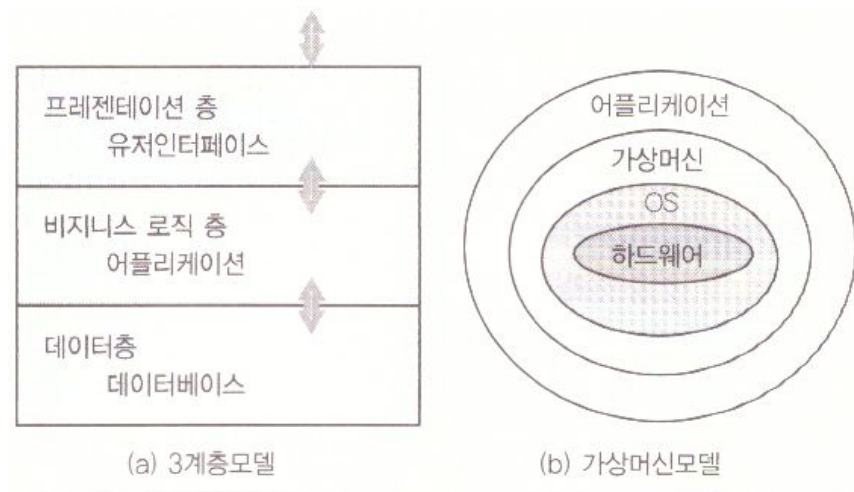 프레젠테이션 층
유저인터페이스
비지니스 로직 층
어플리케이션
데이터층
데이터베이스
(a) 3계층모델
어플리케이션
가상머신
OS
하드웨어
(b) 가상머신모델